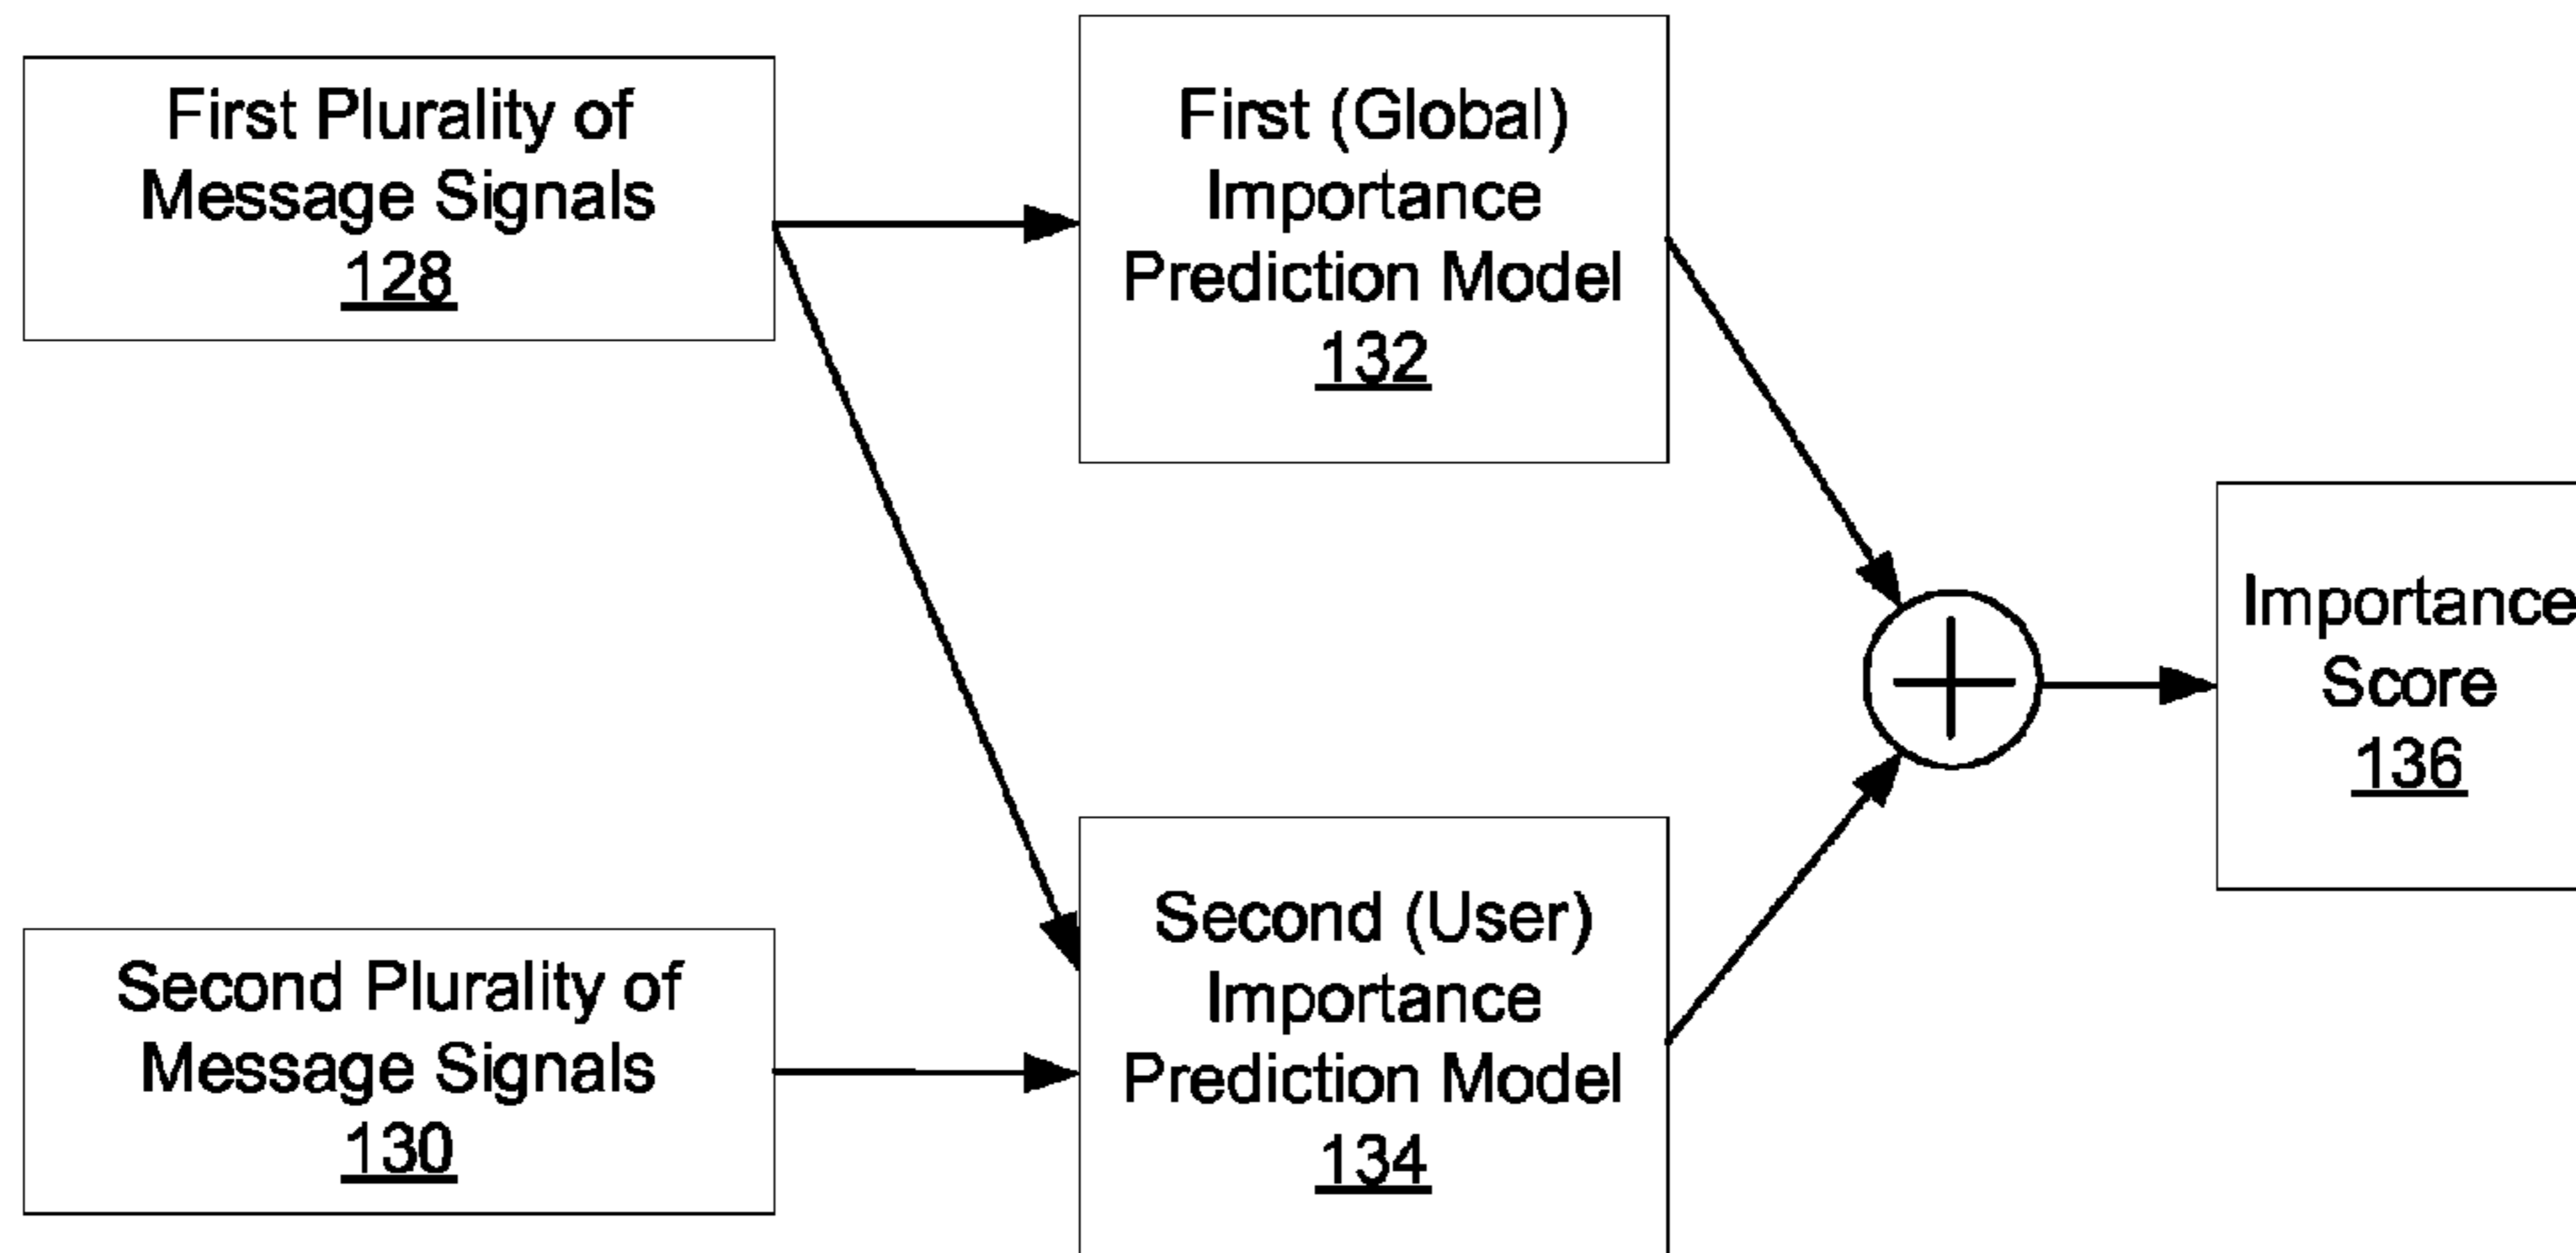 First Plurality of
Message Signals
128
First (Global)
Importance
Prediction Model
132
Importance
Score
136
Second Plurality of
Message Signals
130
Second (User)
Importance
Prediction Model
134